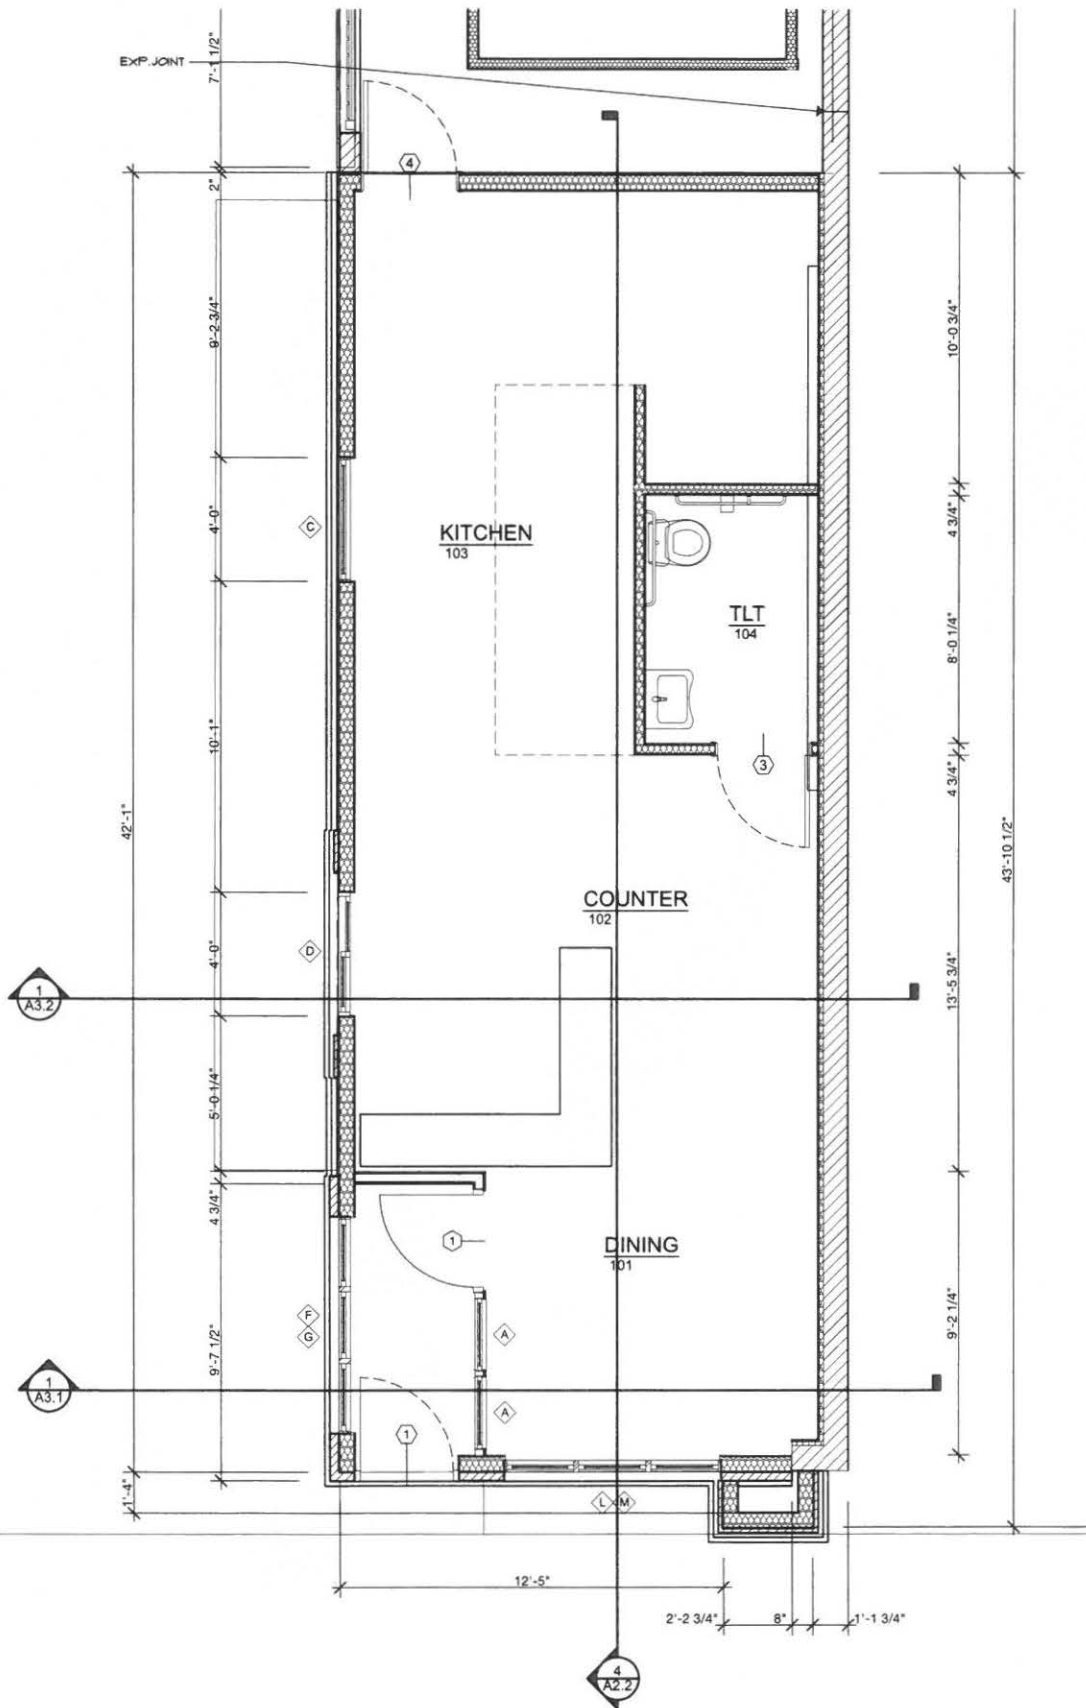 7'-1 1/2"
EXP. JOINT
4
2"
9'-2 3/4"
10'-0 3/4"
C
4'-0"
KITCHEN
103
4 3/4"
TLT
104
8'-0 1/4"
10'-1"
3
4 3/4"
42'-1"
43'-10 1/2"
COUNTER
102
D
4'-0"
13'-5 3/4"
1
A3.2
5'-0 1/4"
4 3/4"
1
DINING
101
F
G
A
9'-2 1/4"
9'-7 1/2"
1
A3.1
A
1
1'-4"
L
M
12'-5"
2'-2 3/4"
8"
1'-1 3/4"
4
A2.2